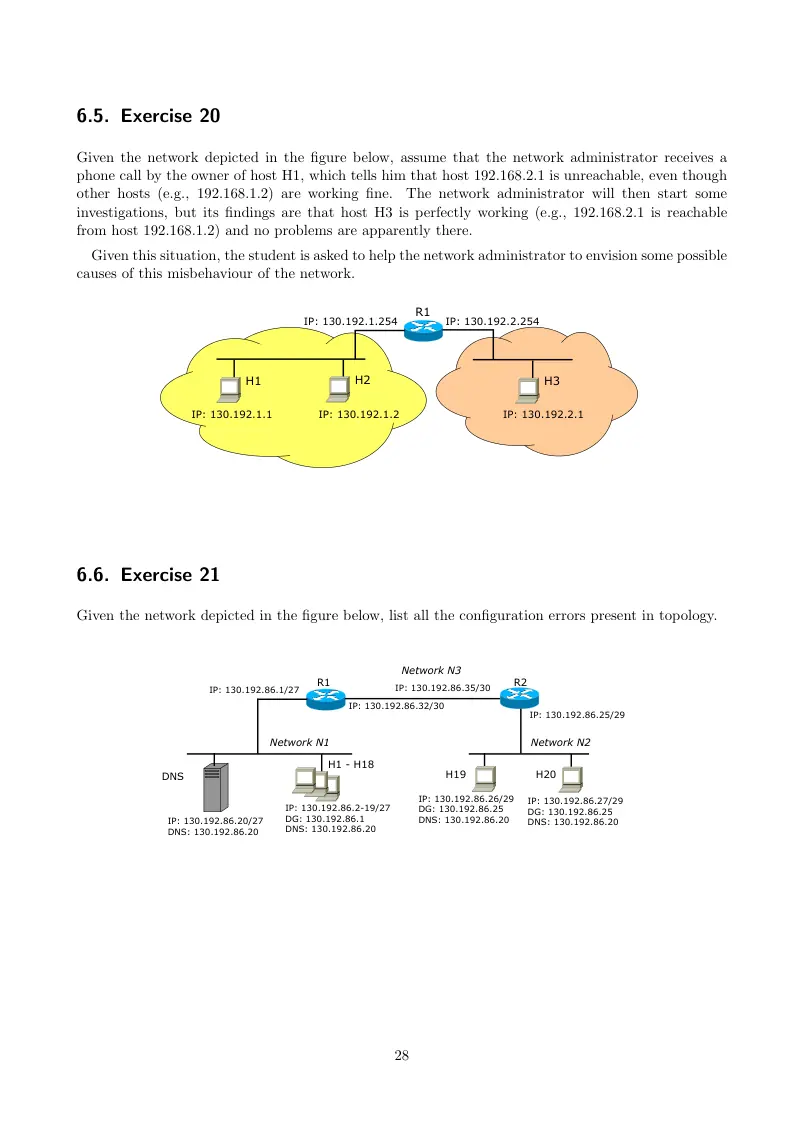 6.5. Exercise 20
Given the network depicted in the figure below, assume that the network administrator receives a
phone call by the owner of host H1, which tells him that host 192.168.2.1 is unreachable, even though
other hosts (e.g., 192.168.1.2) are working fine. The network administrator will then start some
investigations, but its findings are that host H3 is perfectly working (e.g., 192.168.2.1 is reachable
from host 192.168.1.2) and no problems are apparently there.
Given this situation, the student is asked to help the network administrator to envision some possible
causes of this misbehaviour of the network.
R1
IP: 130.192.1.254
IP: 130.192.2.254
H1
H2
H3
IP: 130.192.1.1
IP: 130.192.1.2
IP: 130.192.2.1
6.6. Exercise 21
Given the network depicted in the figure below, list all the configuration errors present in topology.
Network N3
R1
R2
IP: 130.192.86.1/27
IP: 130.192.86.35/30
IP: 130.192.86.32/30
IP: 130.192.86.25/29
Network N1
Network N2
DNS
H1 - H18
H19
H20
IP: 130.192.86.20/27
DNS: 130.192.86.20
IP: 130.192.86.2-19/27
DG: 130.192.86.1
DNS: 130.192.86.20
IP: 130.192.86.26/29
DG: 130.192.86.25
DNS: 130.192.86.20
IP: 130.192.86.27/29
DG: 130.192.86.25
DNS: 130.192.86.20
28